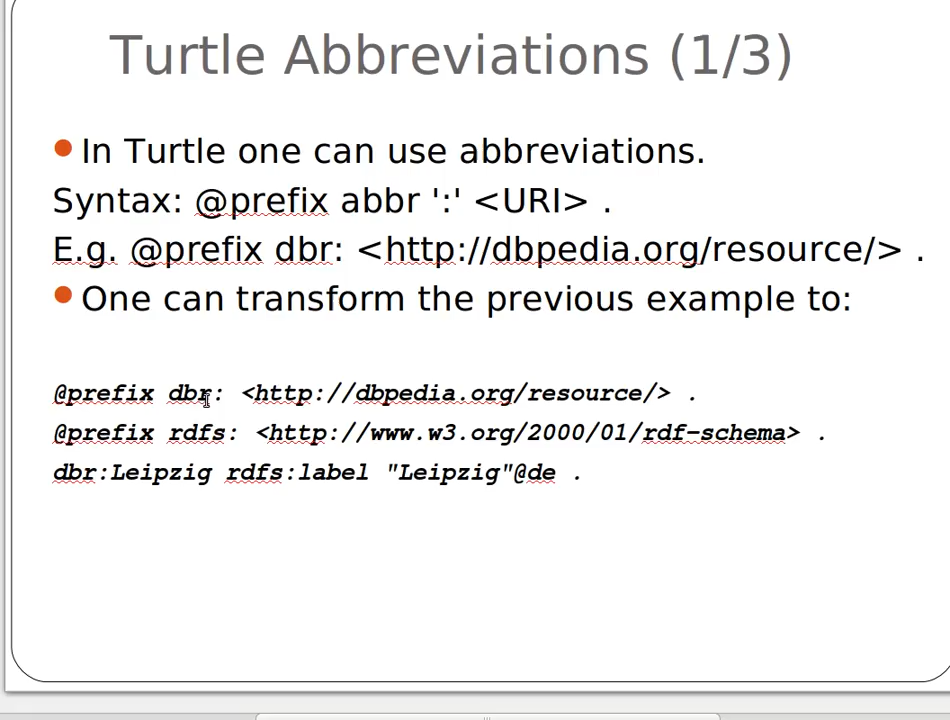 Turtle Abbreviations (1/3)
In Turtle one can use abbreviations.
Syntax: @prefix abbr ':' <URI> .
E.g. @prefix dbr: <http://dbpedia.org/resource/> .
One can transform the previous example to:
@prefix dbr: <http://dbpedia.org/resource/> .
@prefix rdfs: <http://www.w3.org/2000/01/rdf-schema> .
dbr:Leipzig rdfs:label "Leipzig"@de .